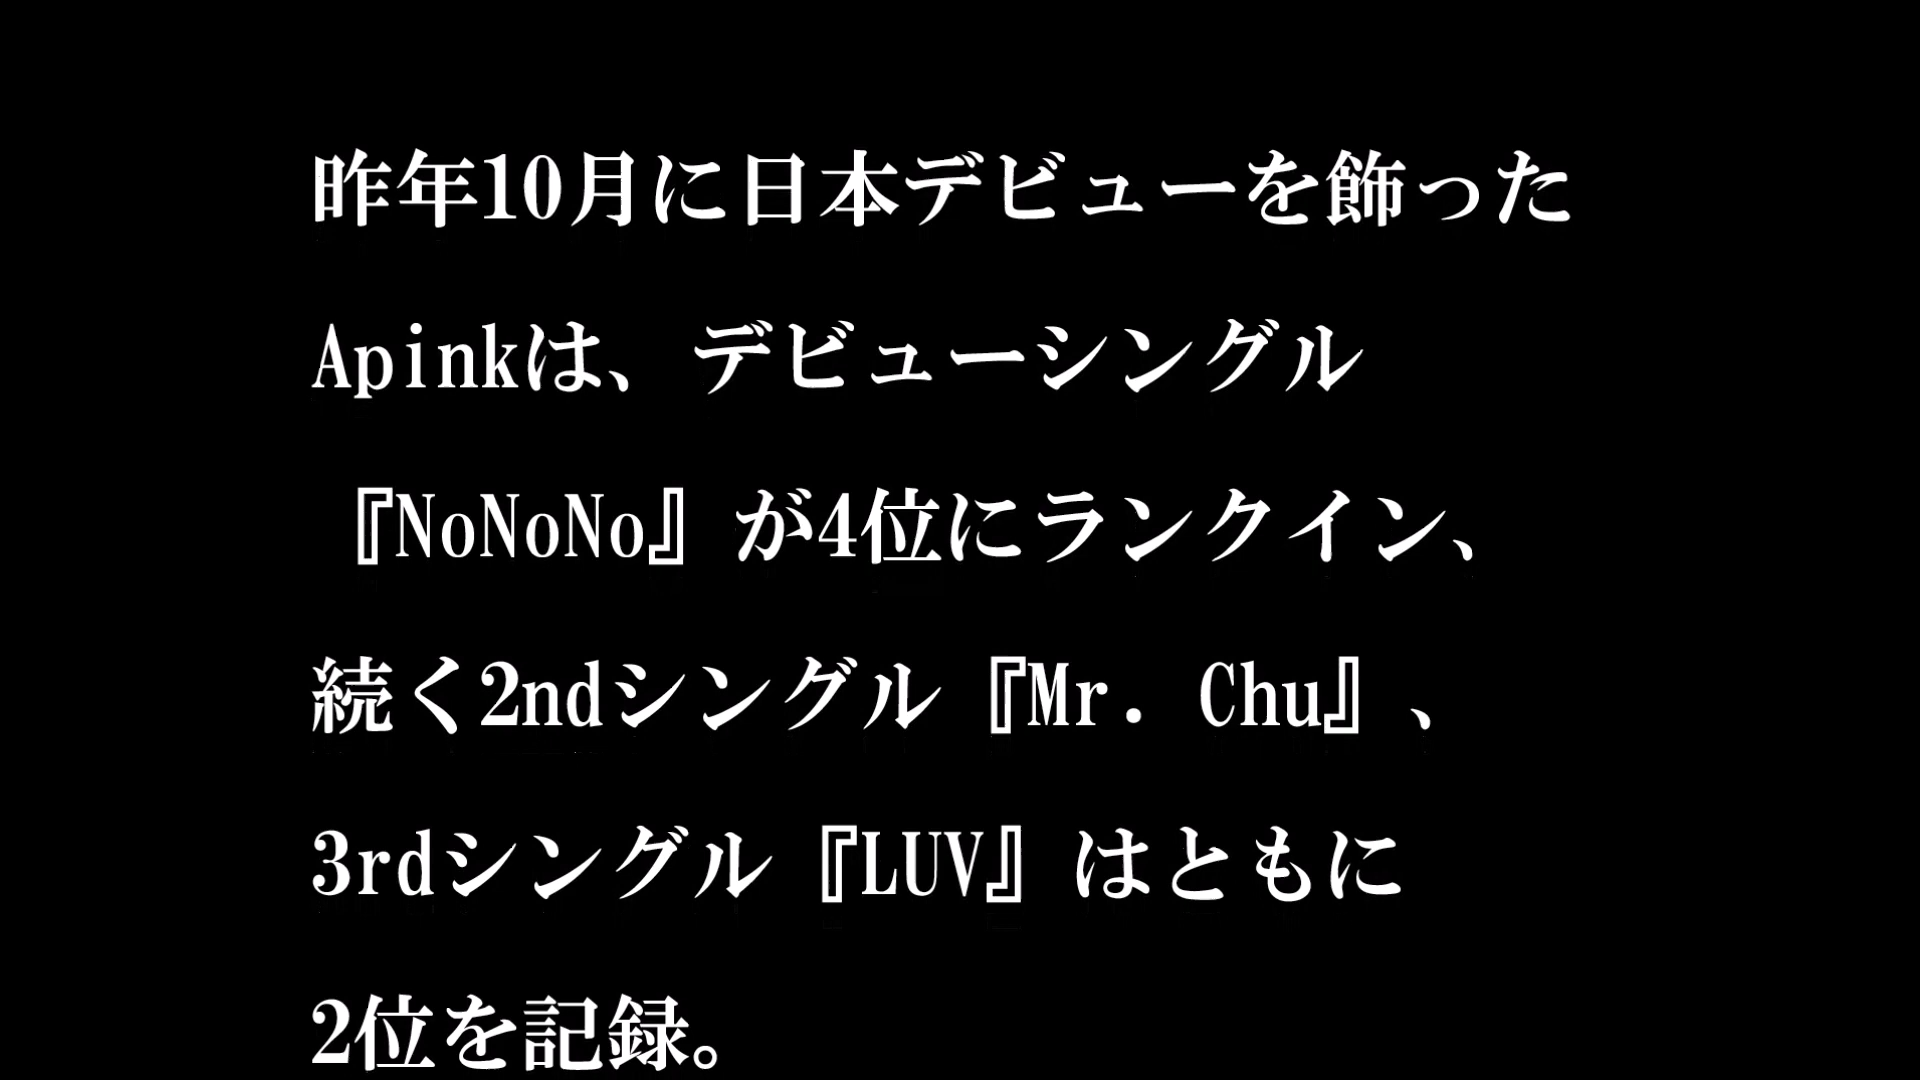 昨年10月に日本デビューを飾った
Apinkは、デビューシングル
『NoNoNo』が4位にランクイン、
続く2ndシングル『Mr. Chu』、
3rdシングル『LUV』はともに
2位を記録。